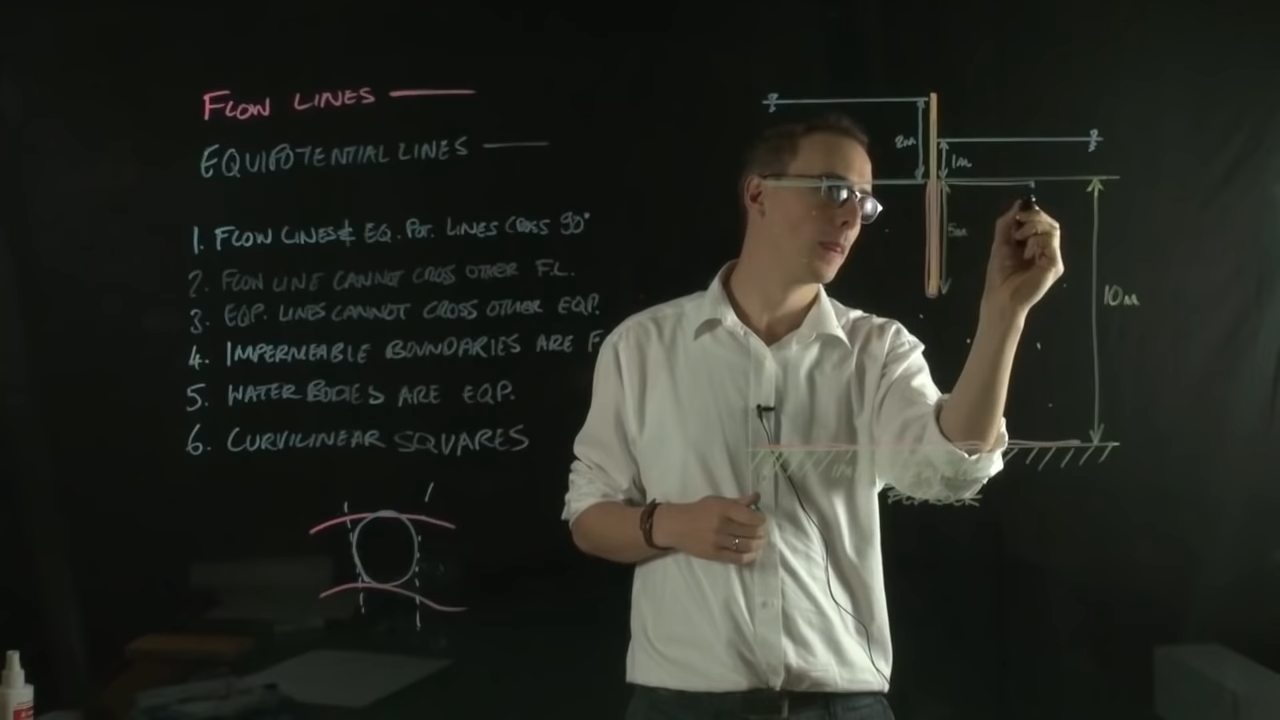 FLOW LINES
EQUIPOTENTIAL LINES
1. FLOW LINES & EQ. POT. LINES CROSS 90°
2. FLOW LINE CANNOT CROSS OTHER F.L.
3. EQP. LINES CANNOT CROSS OTHER EQP.
4. IMPERMEABLE BOUNDARIES ARE F
5. WATER BODIES ARE EQP.
6. CURVILINEAR SQUARES
2m
1m
5m
10m
BEDROCK